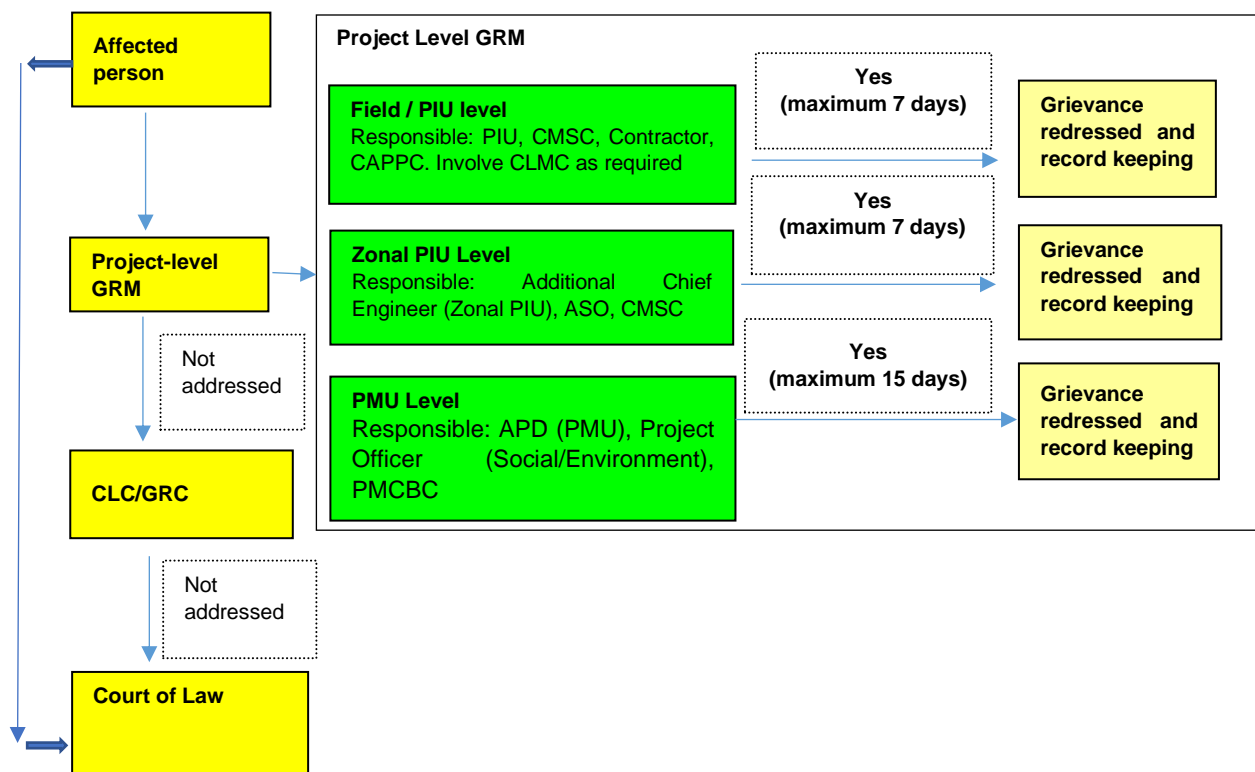 Affected
person
Project-level
GRM
Not
addressed
CLC/GRC
Not
addressed
Court of Law
Project Level GRM
Field / PIU level
Responsible: PIU, CMSC, Contractor,
CAPPC. Involve CLMC as required
Yes
(maximum 7 days)
Grievance
redressed and
record keeping
Zonal PIU Level
Responsible: Additional Chief
Engineer (Zonal PIU), ASO, CMSC
Yes
(maximum 7 days)
Grievance
redressed and
record keeping
PMU Level
Responsible: APD (PMU), Project
Officer (Social/Environment),
PMCBC
Yes
(maximum 15 days)
Grievance
redressed and
record keeping